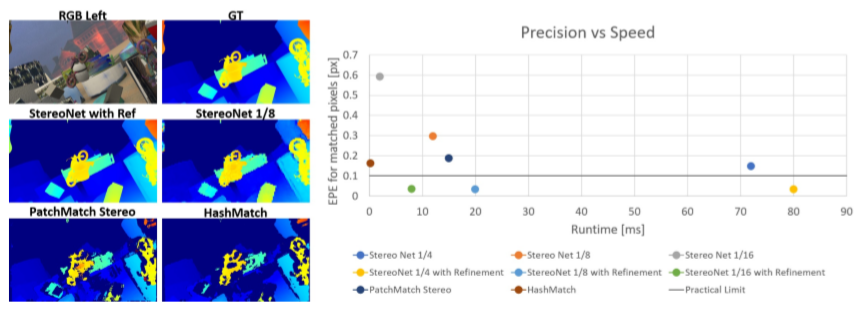 RGB Left
GT
StereoNet with Ref
StereoNet 1/8
PatchMatch Stereo
HashMatch
Precision vs Speed
EPE for matched pixels [px]
0.7
0.6
0.5
0.4
0.3
0.2
0.1
0
0 10 20 30 40 50 60 70 80 90
Runtime [ms]
Stereo Net 1/4 Stereo Net 1/8 Stereo Net 1/16
StereoNet 1/4 with Refinement StereoNet 1/8 with Refinement StereoNet 1/16 with Refinement
PatchMatch Stereo HashMatch Practical Limit